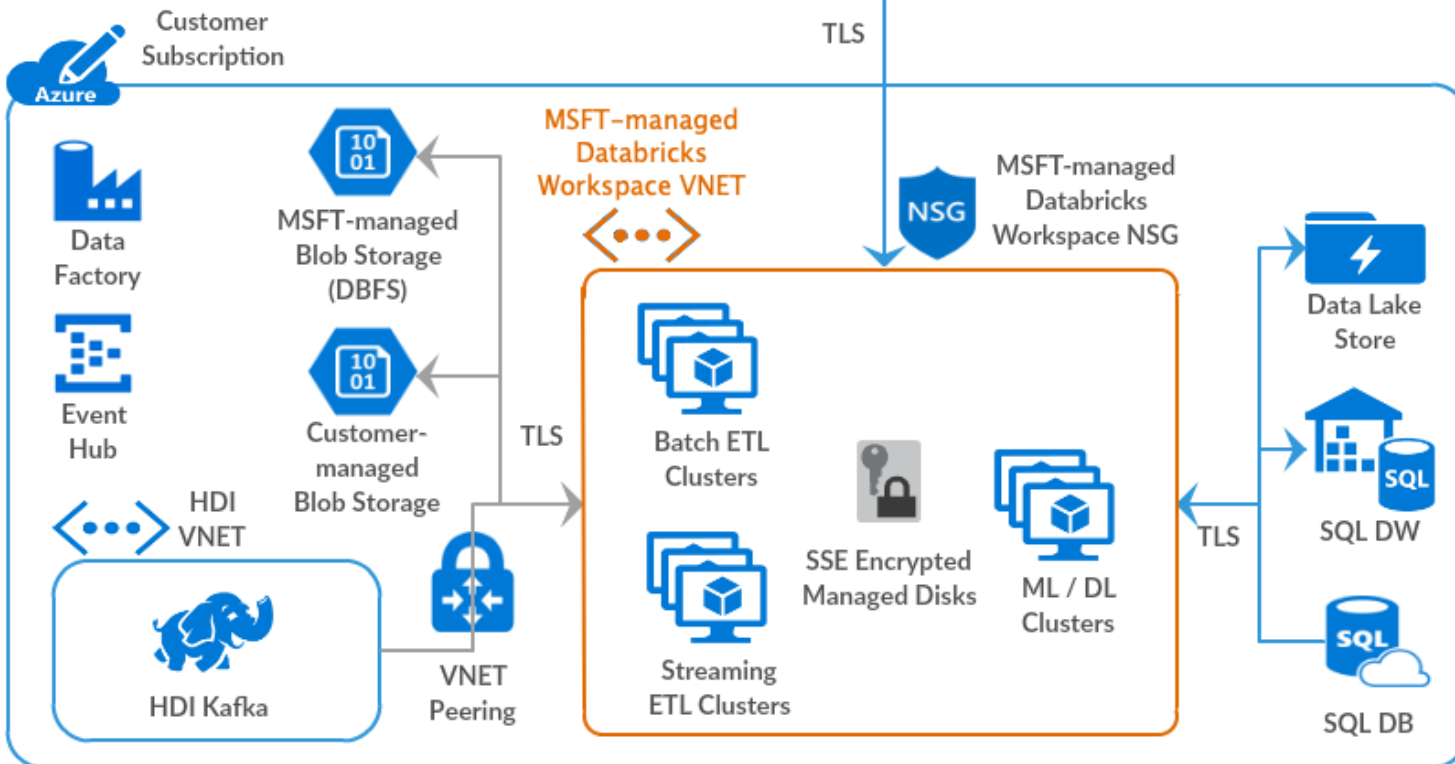 Customer
Subscription
TLS
Azure
10
01
MSFT-managed
Blob Storage
(DBFS)
MSFT-managed
Databricks
Workspace VNET
NSG
MSFT-managed
Databricks
Workspace NSG
Data
Factory
Event
Hub
10
01
Customer-
managed
Blob Storage
TLS
HDI
VNET
HDI Kafka
VNET
Peering
Batch ETL
Clusters
Streaming
ETL Clusters
SSE Encrypted
Managed Disks
ML / DL
Clusters
TLS
Data Lake
Store
SQL
SQL DW
SQL
SQL DB